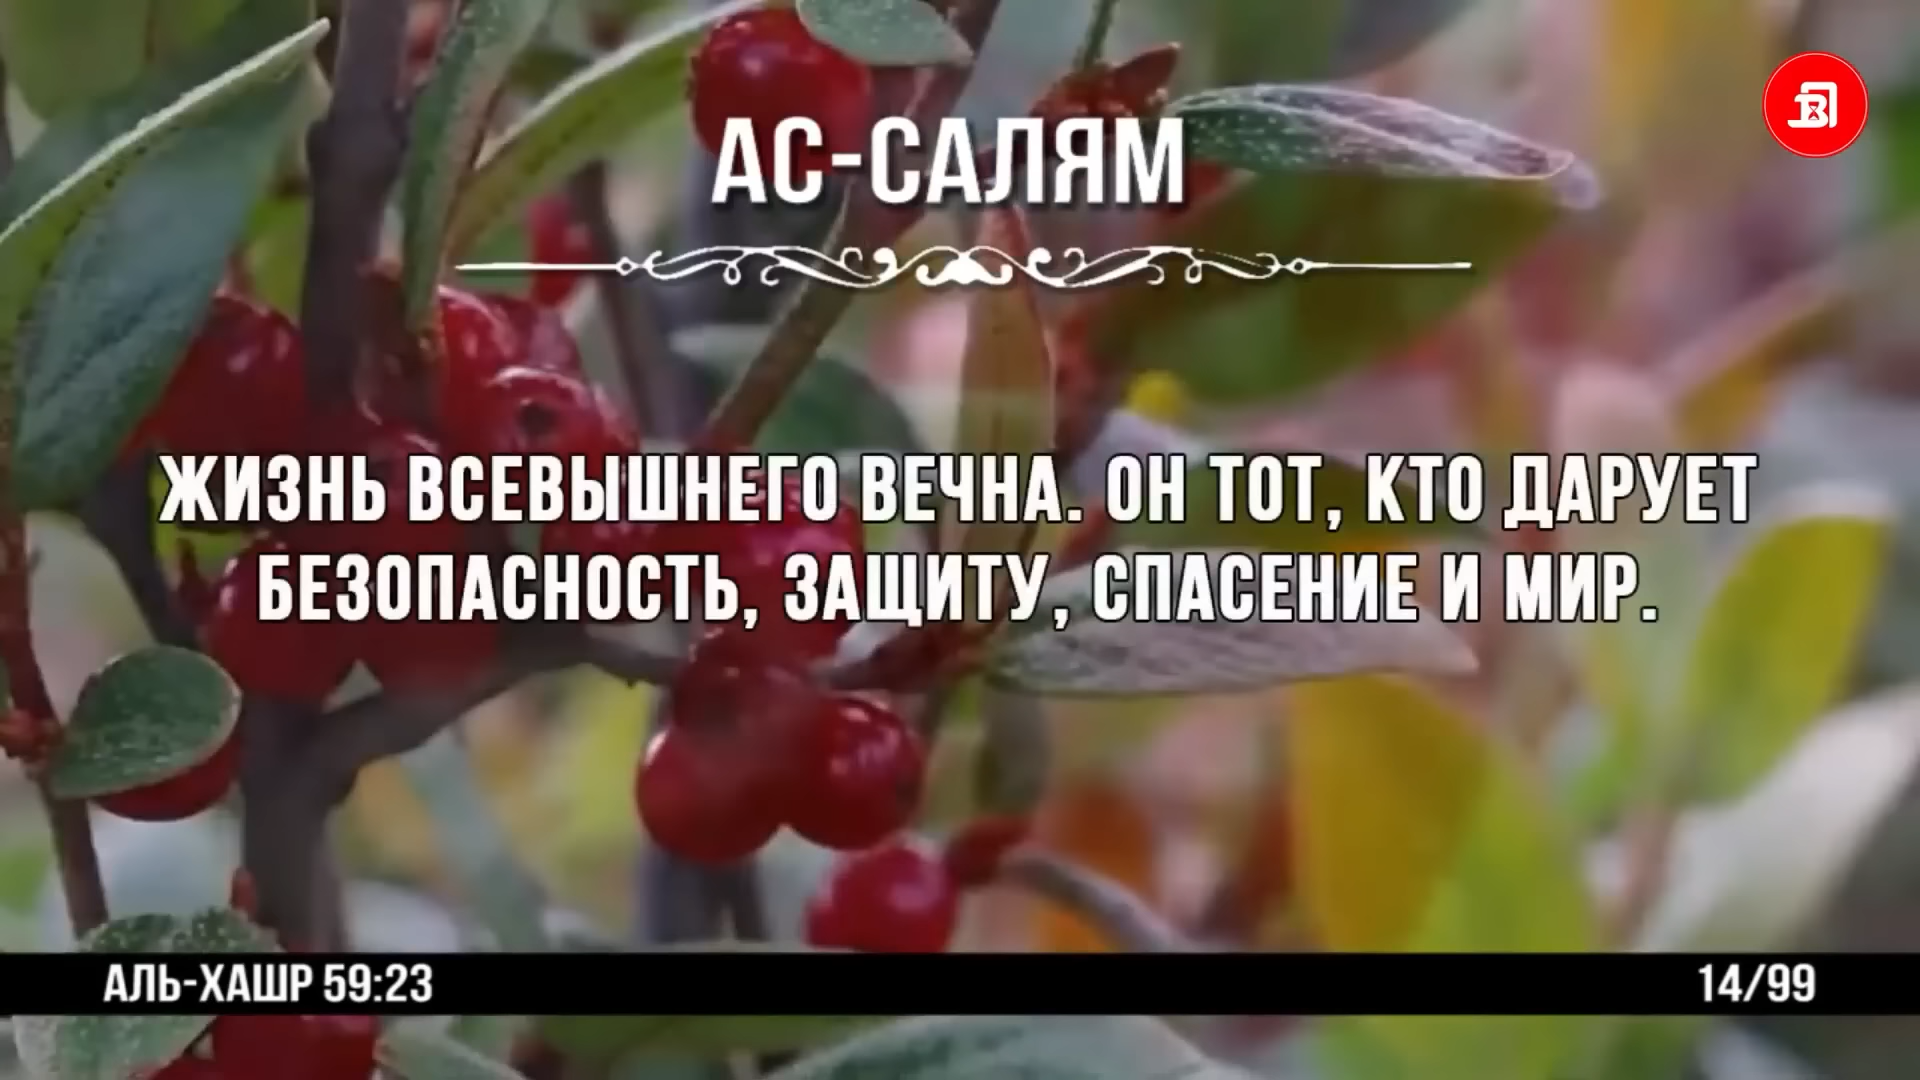 АС-САЛЯМ
ЖИЗНЬ ВСЕВЫШНЕГО ВЕЧНА. ОН ТОТ, КТО ДАРУЕТ
БЕЗОПАСНОСТЬ, ЗАЩИТУ, СПАСЕНИЕ И МИР.
АЛЬ-ХАШР 59:23
14/99